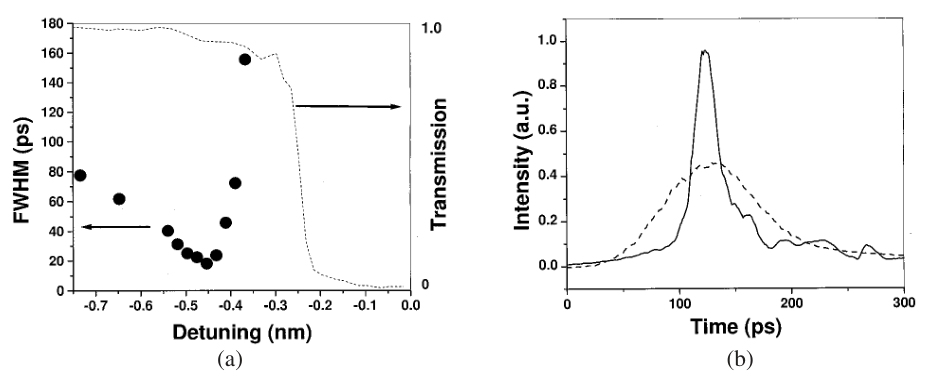 180
160
140
120
100
80
60
40
20
0
FWHM (ps)
-0.7 -0.6 -0.5 -0.4 -0.3 -0.2 -0.1 0.0
Detuning (nm)
1.0
0
Transmission
(a)
1.0
0.8
0.6
0.4
0.2
0.0
Intensity (a.u.)
0 100 200 300
Time (ps)
(b)